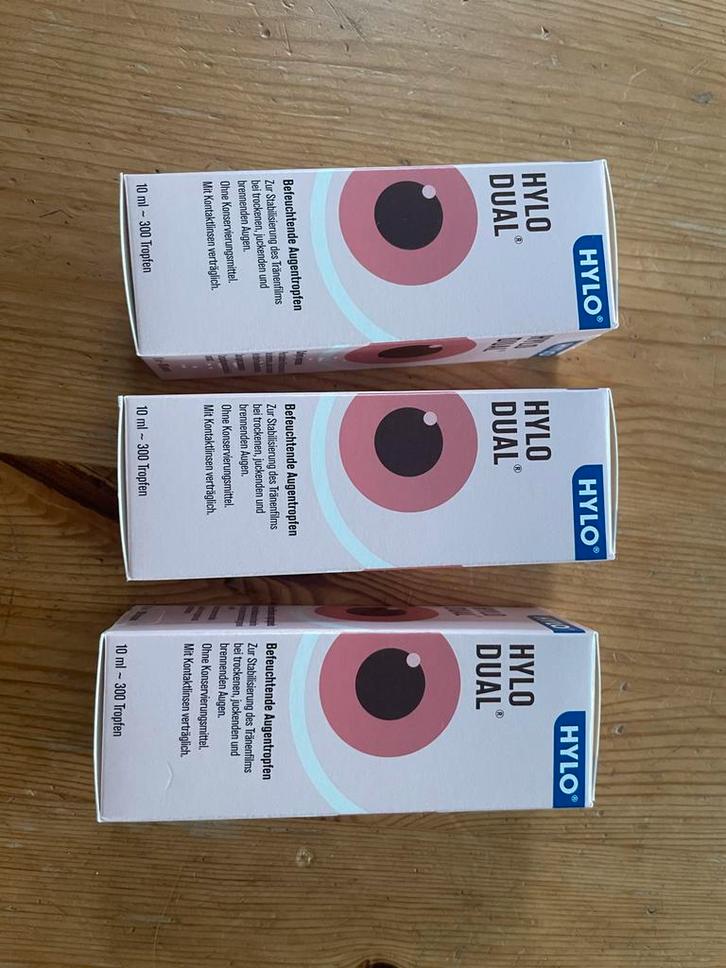 HYLO®
HYLO
DUAL®
Befeuchtende Augentropfen
Zur Stabilisierung des Tränenfilms
bei trockenen, juckenden und
brennenden Augen.
Ohne Konservierungsmittel.
Mit Kontaktlinsen verträglich.
10 ml ~ 300 Tropfen
HYLO®
HYLO
DUAL®
Befeuchtende Augentropfen
Zur Stabilisierung des Tränenfilms
bei trockenen, juckenden und
brennenden Augen.
Ohne Konservierungsmittel.
Mit Kontaktlinsen verträglich.
10 ml ~ 300 Tropfen
HYLO®
HYLO
DUAL®
Befeuchtende Augentropfen
Zur Stabilisierung des Tränenfilms
bei trockenen, juckenden und
brennenden Augen.
Ohne Konservierungsmittel.
Mit Kontaktlinsen verträglich.
10 ml ~ 300 Tropfen